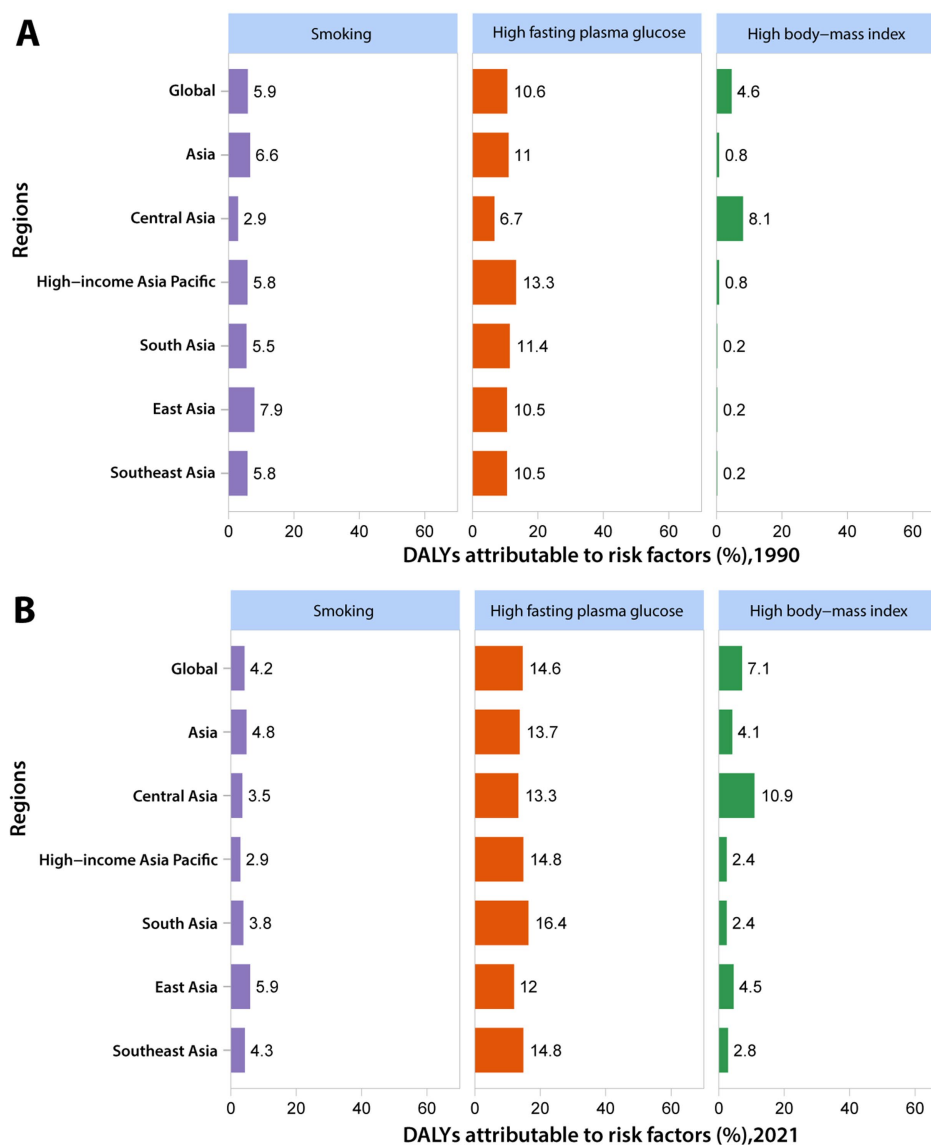 A
Smoking
High fasting plasma glucose
High body−mass index
Regions
Global
5.9
10.6
4.6
Asia
6.6
11
0.8
Central Asia
2.9
6.7
8.1
High−income Asia Pacific
5.8
13.3
0.8
South Asia
5.5
11.4
0.2
East Asia
7.9
10.5
0.2
Southeast Asia
5.8
10.5
0.2
0 20 40 60
0 20 40 60
0 20 40 60
DALYs attributable to risk factors (%),1990
B
Smoking
High fasting plasma glucose
High body−mass index
Regions
Global
4.2
14.6
7.1
Asia
4.8
13.7
4.1
Central Asia
3.5
13.3
10.9
High−income Asia Pacific
2.9
14.8
2.4
South Asia
3.8
16.4
2.4
East Asia
5.9
12
4.5
Southeast Asia
4.3
14.8
2.8
0 20 40 60
0 20 40 60
0 20 40 60
DALYs attributable to risk factors (%),2021